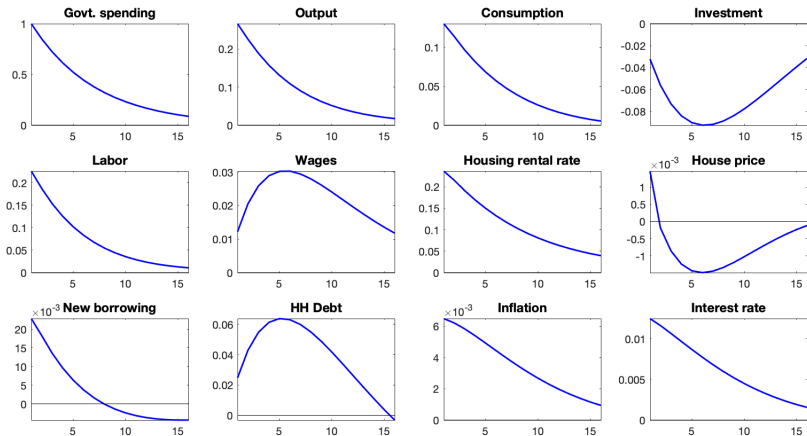 Govt. spending
1
0.5
0
5 10 15
Output
0.2
0.1
0
5 10 15
Consumption
0.1
0.05
0
5 10 15
Investment
0
-0.02
-0.04
-0.06
-0.08
5 10 15
Labor
0.2
0.15
0.1
0.05
0
5 10 15
Wages
0.03
0.02
0.01
0
5 10 15
Housing rental rate
0.2
0.15
0.1
0.05
0
5 10 15
House price
×10-3
1
0.5
0
-0.5
-1
5 10 15
New borrowing
×10-3
20
15
10
5
0
5 10 15
HH Debt
0.06
0.04
0.02
0
5 10 15
Inflation
×10-3
6
4
2
0
5 10 15
Interest rate
0.01
0.005
0
5 10 15